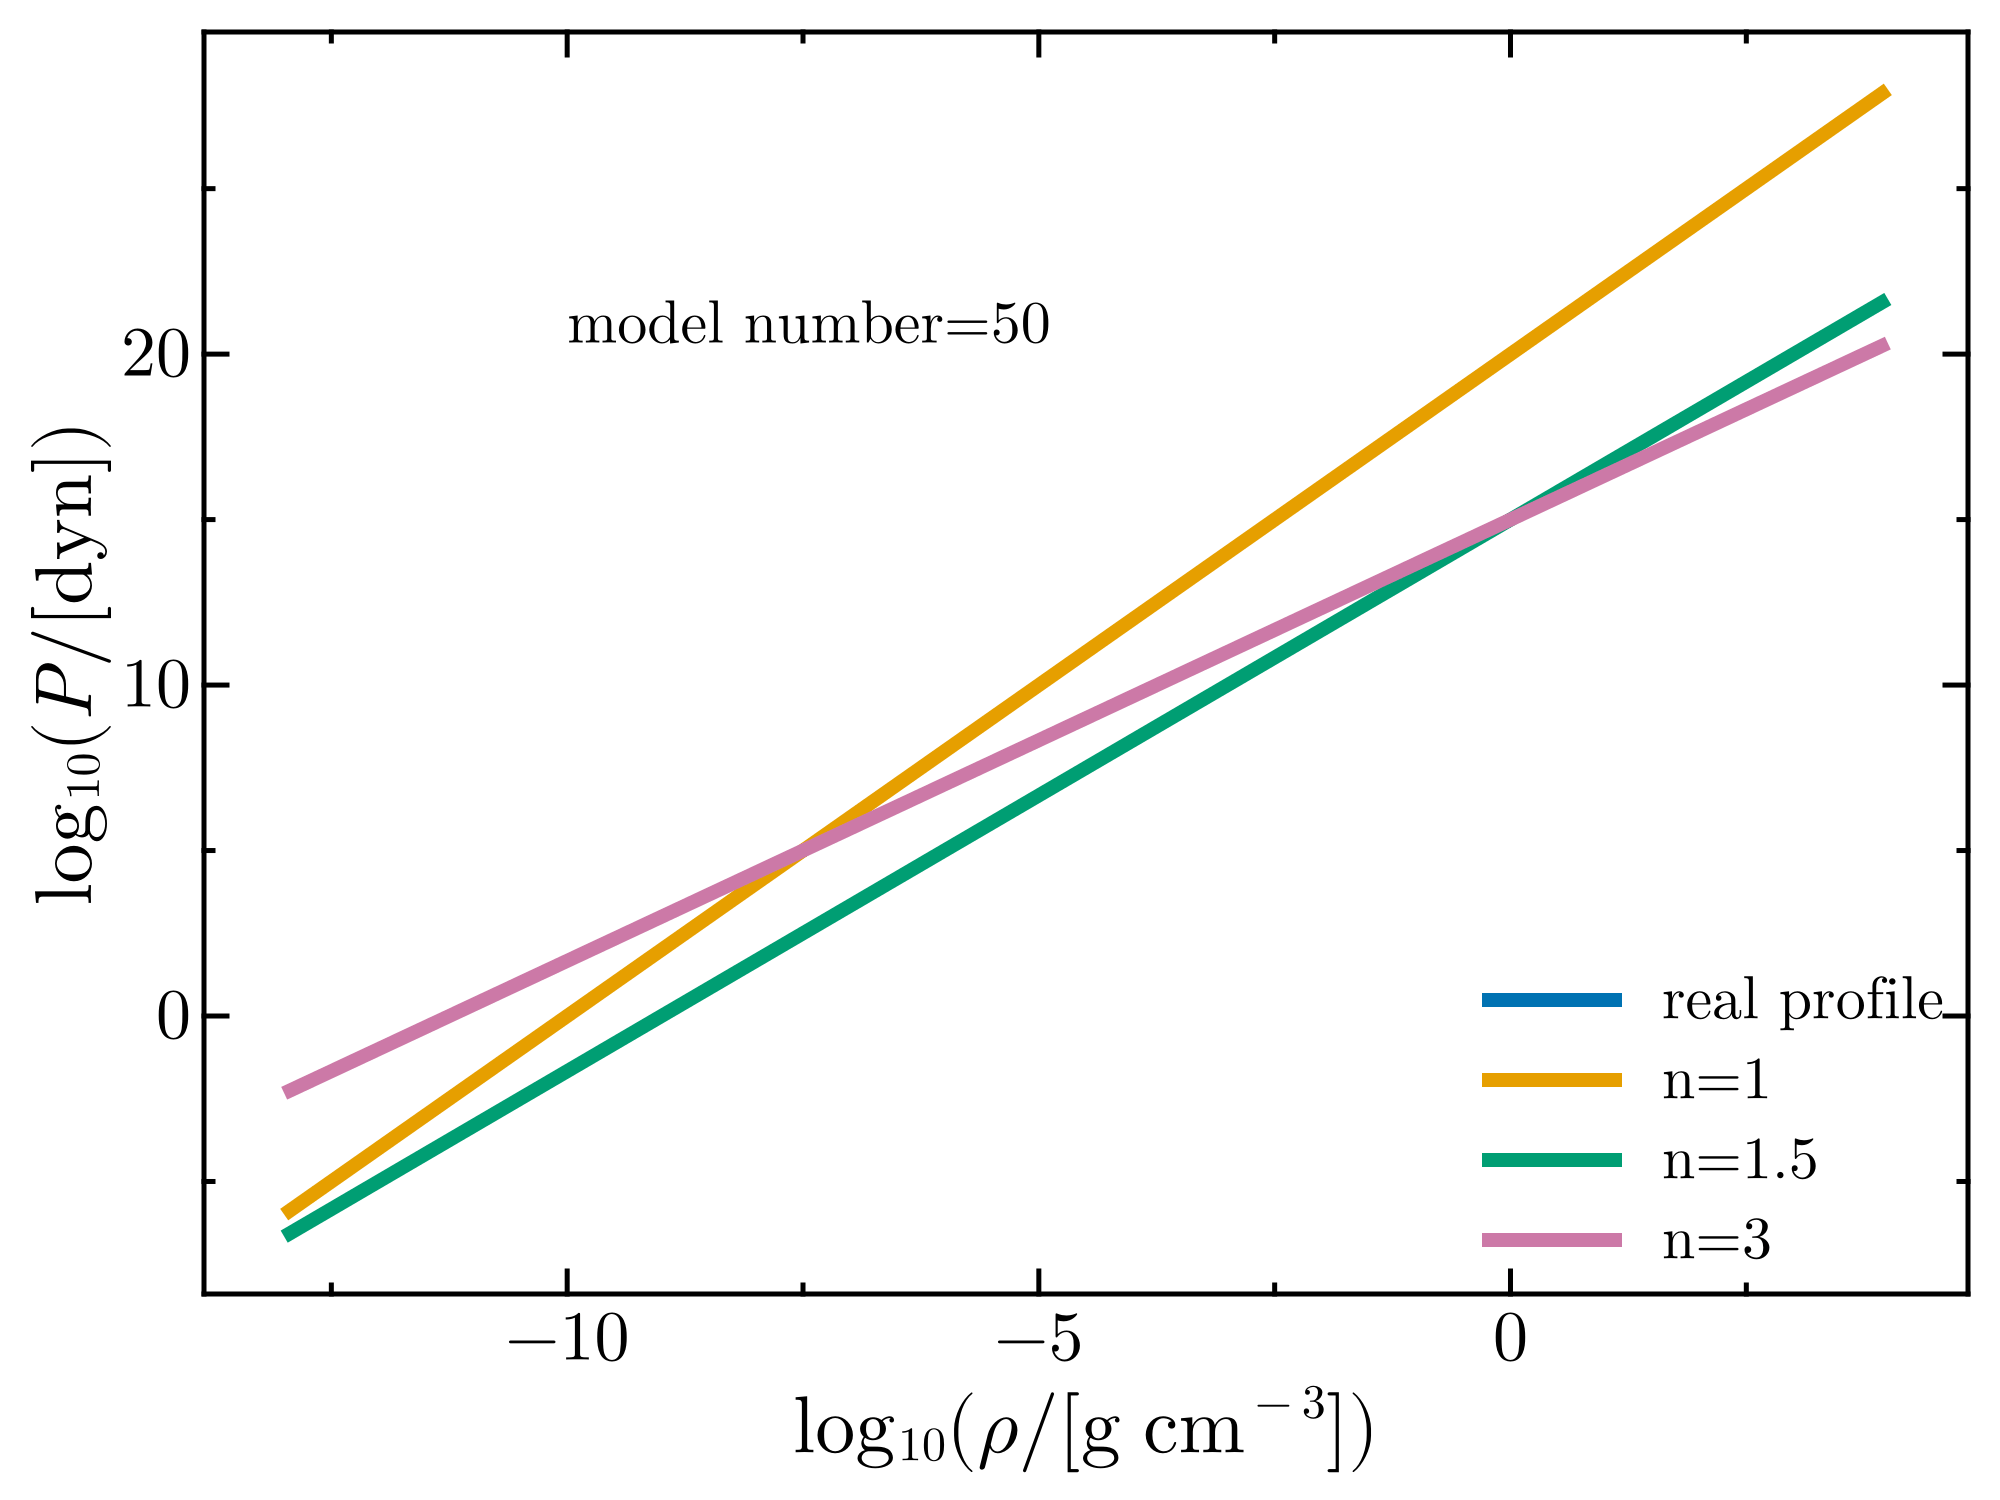 model number=50
20
10
0
log₁₀(P/[dyn])
real profile
n=1
n=1.5
n=3
−10
−5
0
log₁₀(ρ/[g cm⁻³])